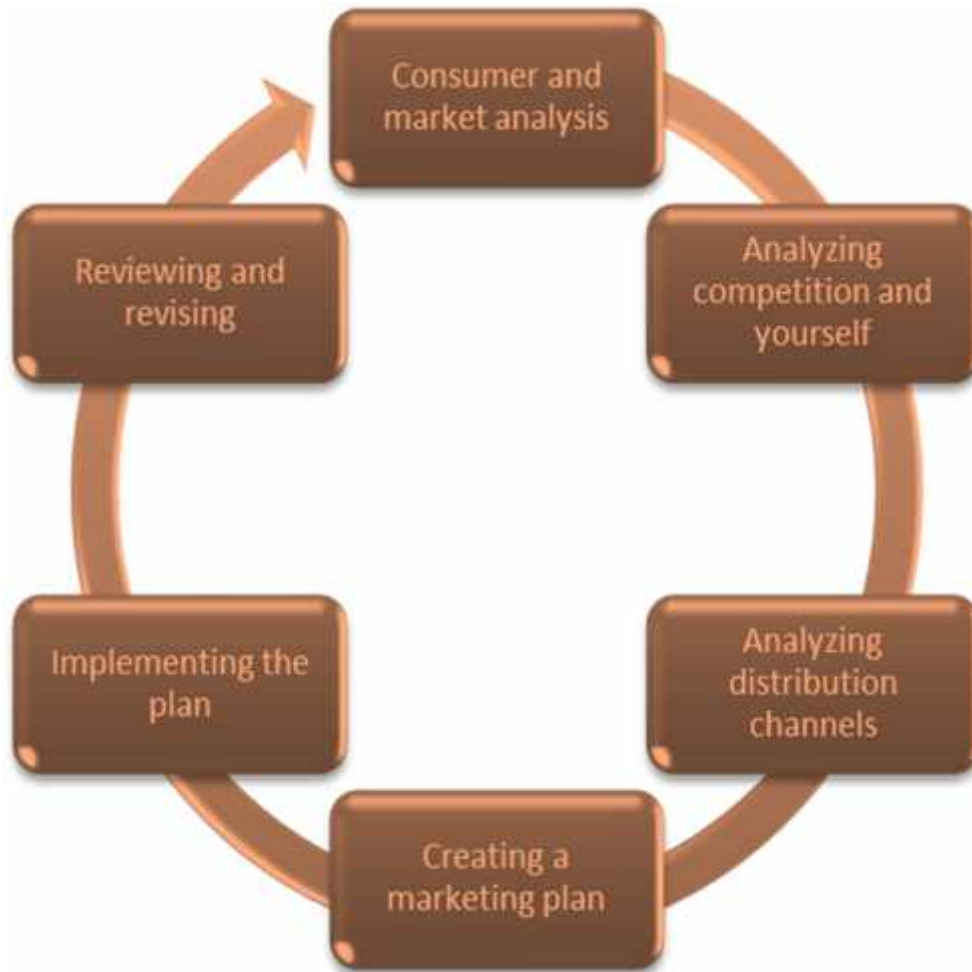 Consumer and
market analysis
Analyzing
competition and
yourself
Analyzing
distribution
channels
Creating a
marketing plan
Implementing the
plan
Reviewing and
revising